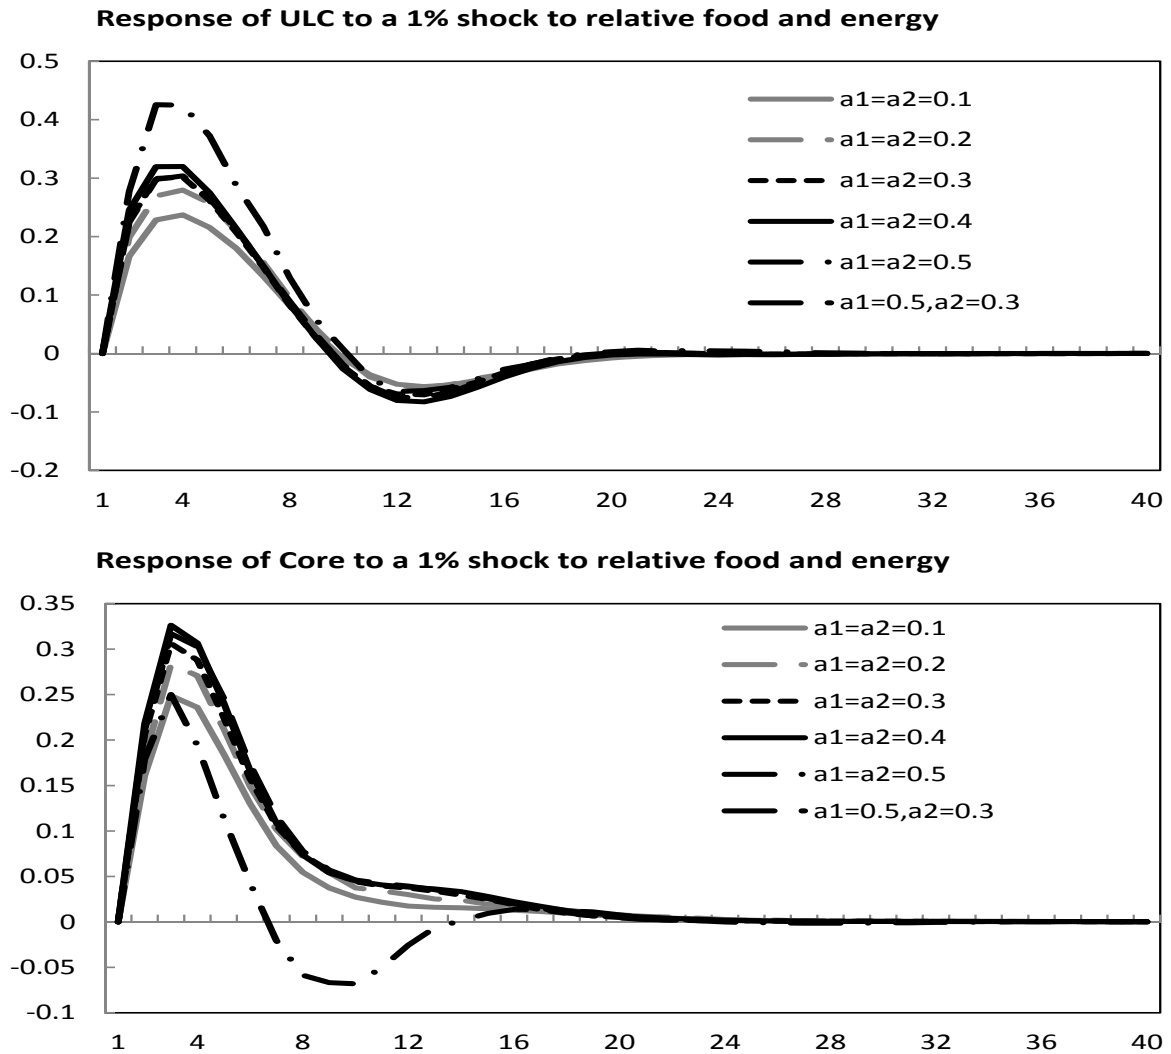 Response of ULC to a 1% shock to relative food and energy
0.5
0.4
0.3
0.2
0.1
0
-0.1
-0.2
a1=a2=0.1
a1=a2=0.2
a1=a2=0.3
a1=a2=0.4
a1=a2=0.5
a1=0.5,a2=0.3
1 4 8 12 16 20 24 28 32 36 40
Response of Core to a 1% shock to relative food and energy
0.35
0.3
0.25
0.2
0.15
0.1
0.05
0
-0.05
-0.1
a1=a2=0.1
a1=a2=0.2
a1=a2=0.3
a1=a2=0.4
a1=a2=0.5
a1=0.5,a2=0.3
1 4 8 12 16 20 24 28 32 36 40